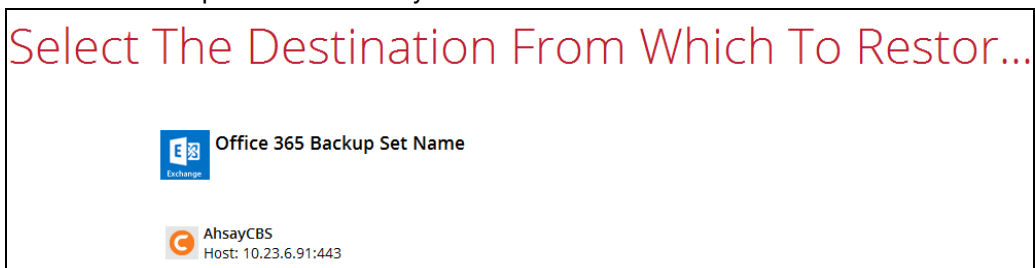 Select The Destination From Which To Restor...
Office 365 Backup Set Name
E
Exchange
AhsayCBS
Host: 10.23.6.91:443